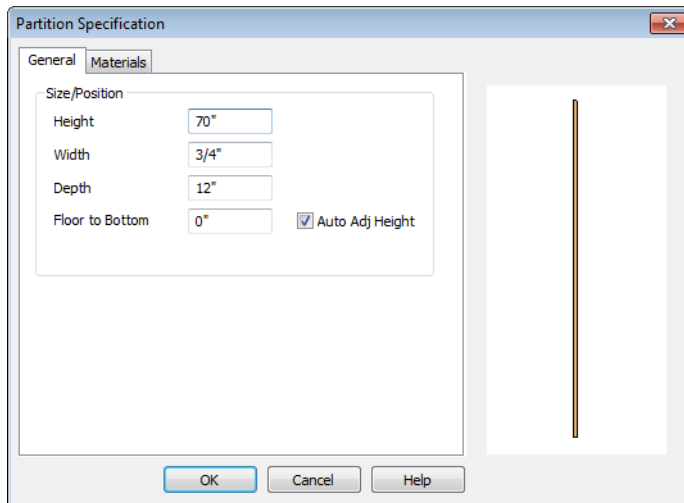 Partition Specification
General Materials
Size/Position
Height 70"
Width 3/4"
Depth 12"
Floor to Bottom 0" Auto Adj Height
OK Cancel Help